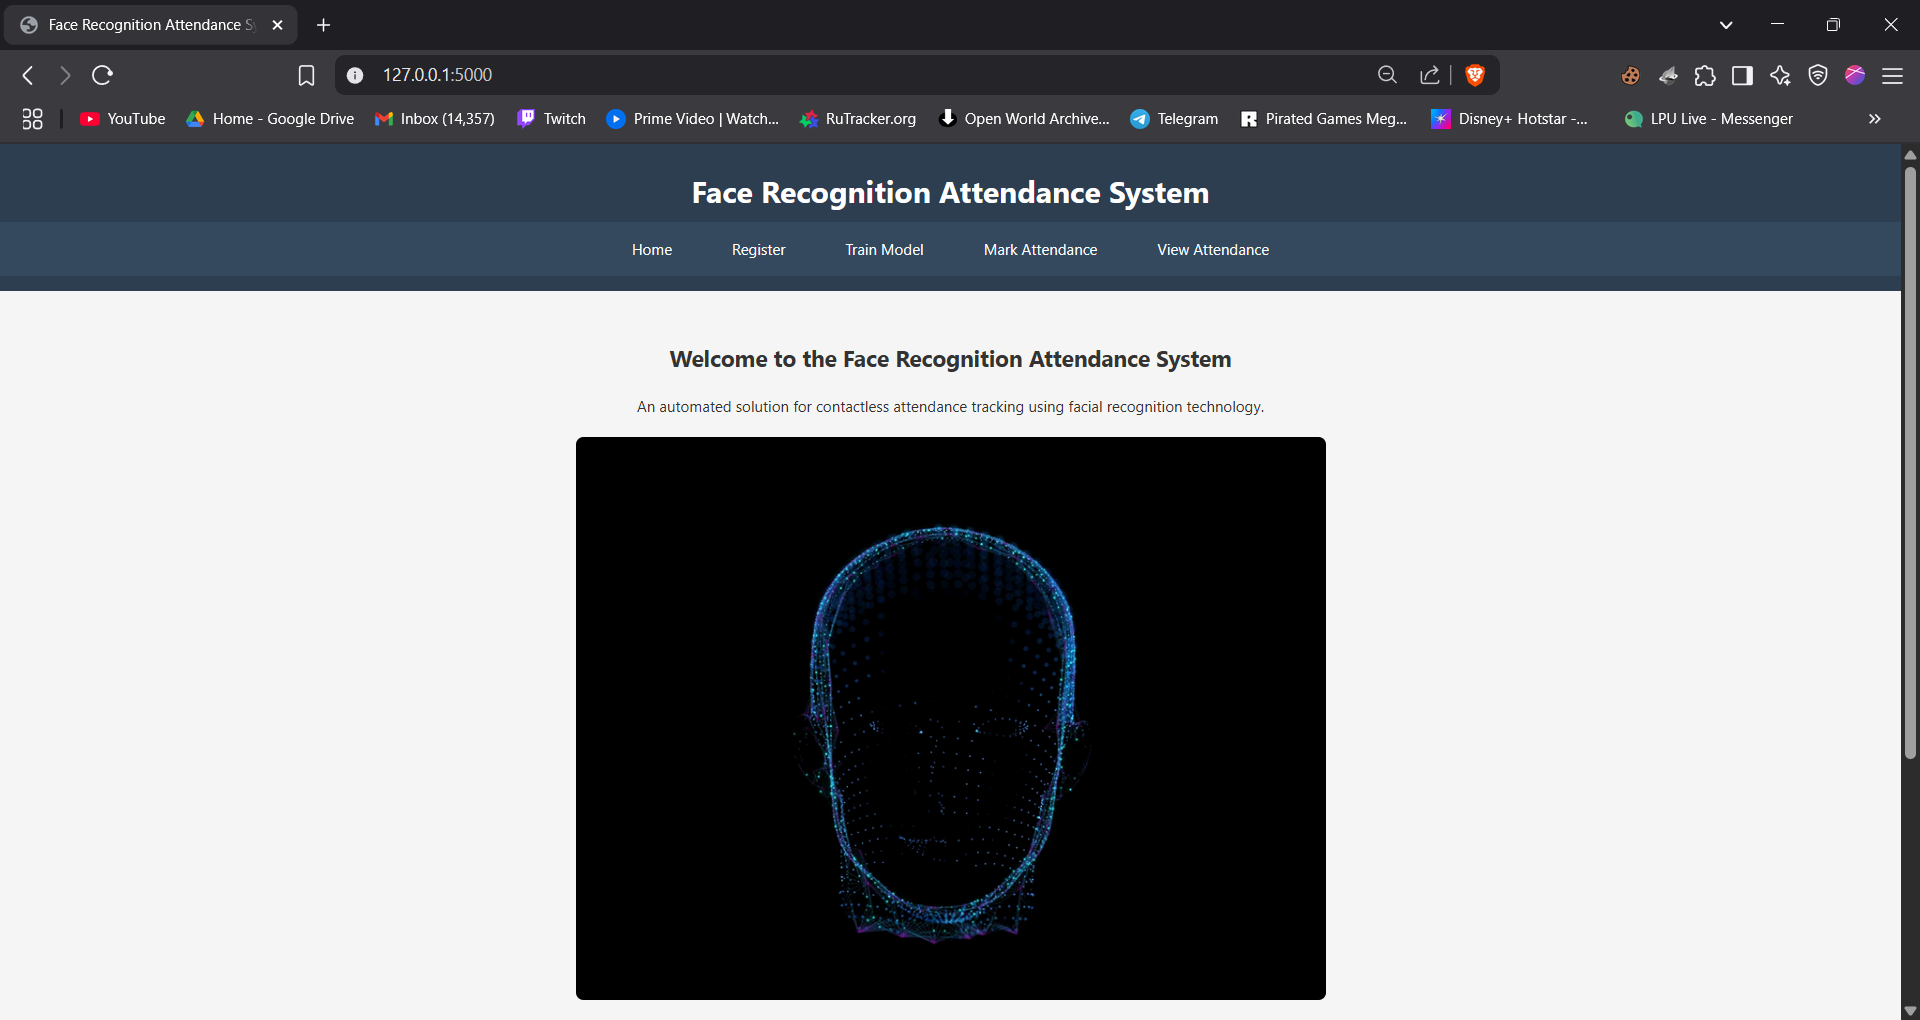 Face Recognition Attendance S
127.0.0.1:5000
YouTube Home - Google Drive Inbox (14,357) Twitch Prime Video | Watch... RuTracker.org Open World Archive... Telegram Pirated Games Meg... Disney+ Hotstar -... LPU Live - Messenger
Face Recognition Attendance System
Home Register Train Model Mark Attendance View Attendance
Welcome to the Face Recognition Attendance System
An automated solution for contactless attendance tracking using facial recognition technology.